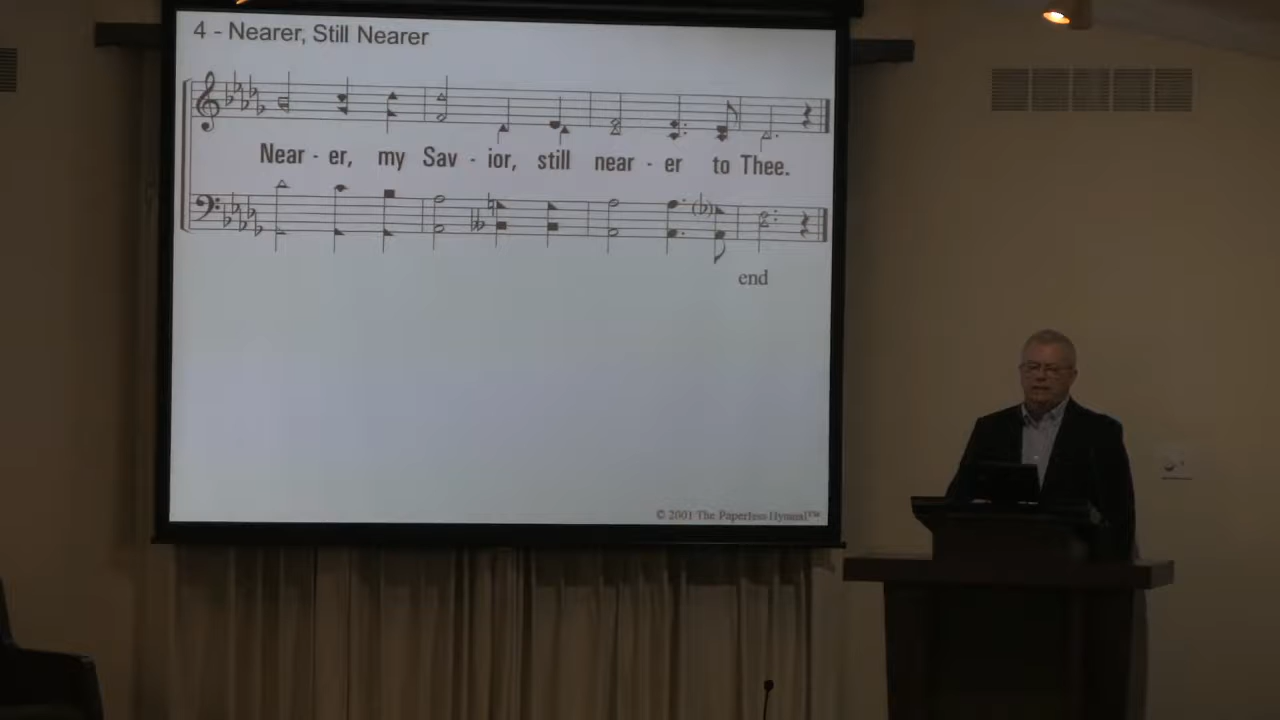 4 - Nearer, Still Nearer
Near - er, my Sav - ior, still near - er to Thee.
end
© 2001 The Paperless Hymnal™